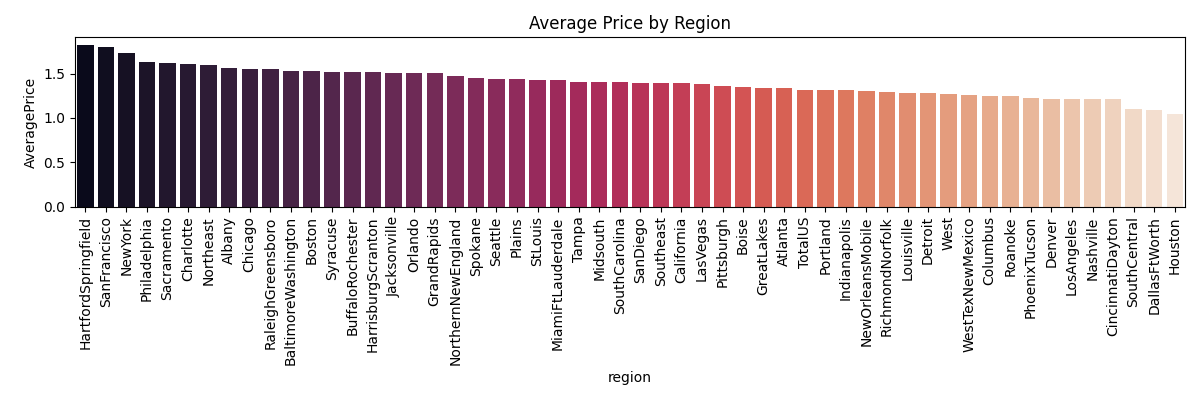 Average Price by Region
AveragePrice
1.5
1.0
0.5
0.0
HartfordSpringfield
SanFrancisco
NewYork
Philadelphia
Sacramento
Charlotte
Northeast
Albany
Chicago
RaleighGreensboro
BaltimoreWashington
Boston
Syracuse
BuffaloRochester
HarrisburgScranton
Jacksonville
Orlando
GrandRapids
NorthernNewEngland
Spokane
Seattle
Plains
StLouis
MiamiFtLauderdale
Tampa
Midsouth
SouthCarolina
SanDiego
Southeast
California
LasVegas
Pittsburgh
Boise
GreatLakes
Atlanta
TotalUS
Portland
Indianapolis
NewOrleansMobile
RichmondNorfolk
Louisville
Detroit
West
WestTexNewMexico
Columbus
Roanoke
PhoenixTucson
Denver
LosAngeles
Nashville
CincinnatiDayton
SouthCentral
DallasFtWorth
Houston
region